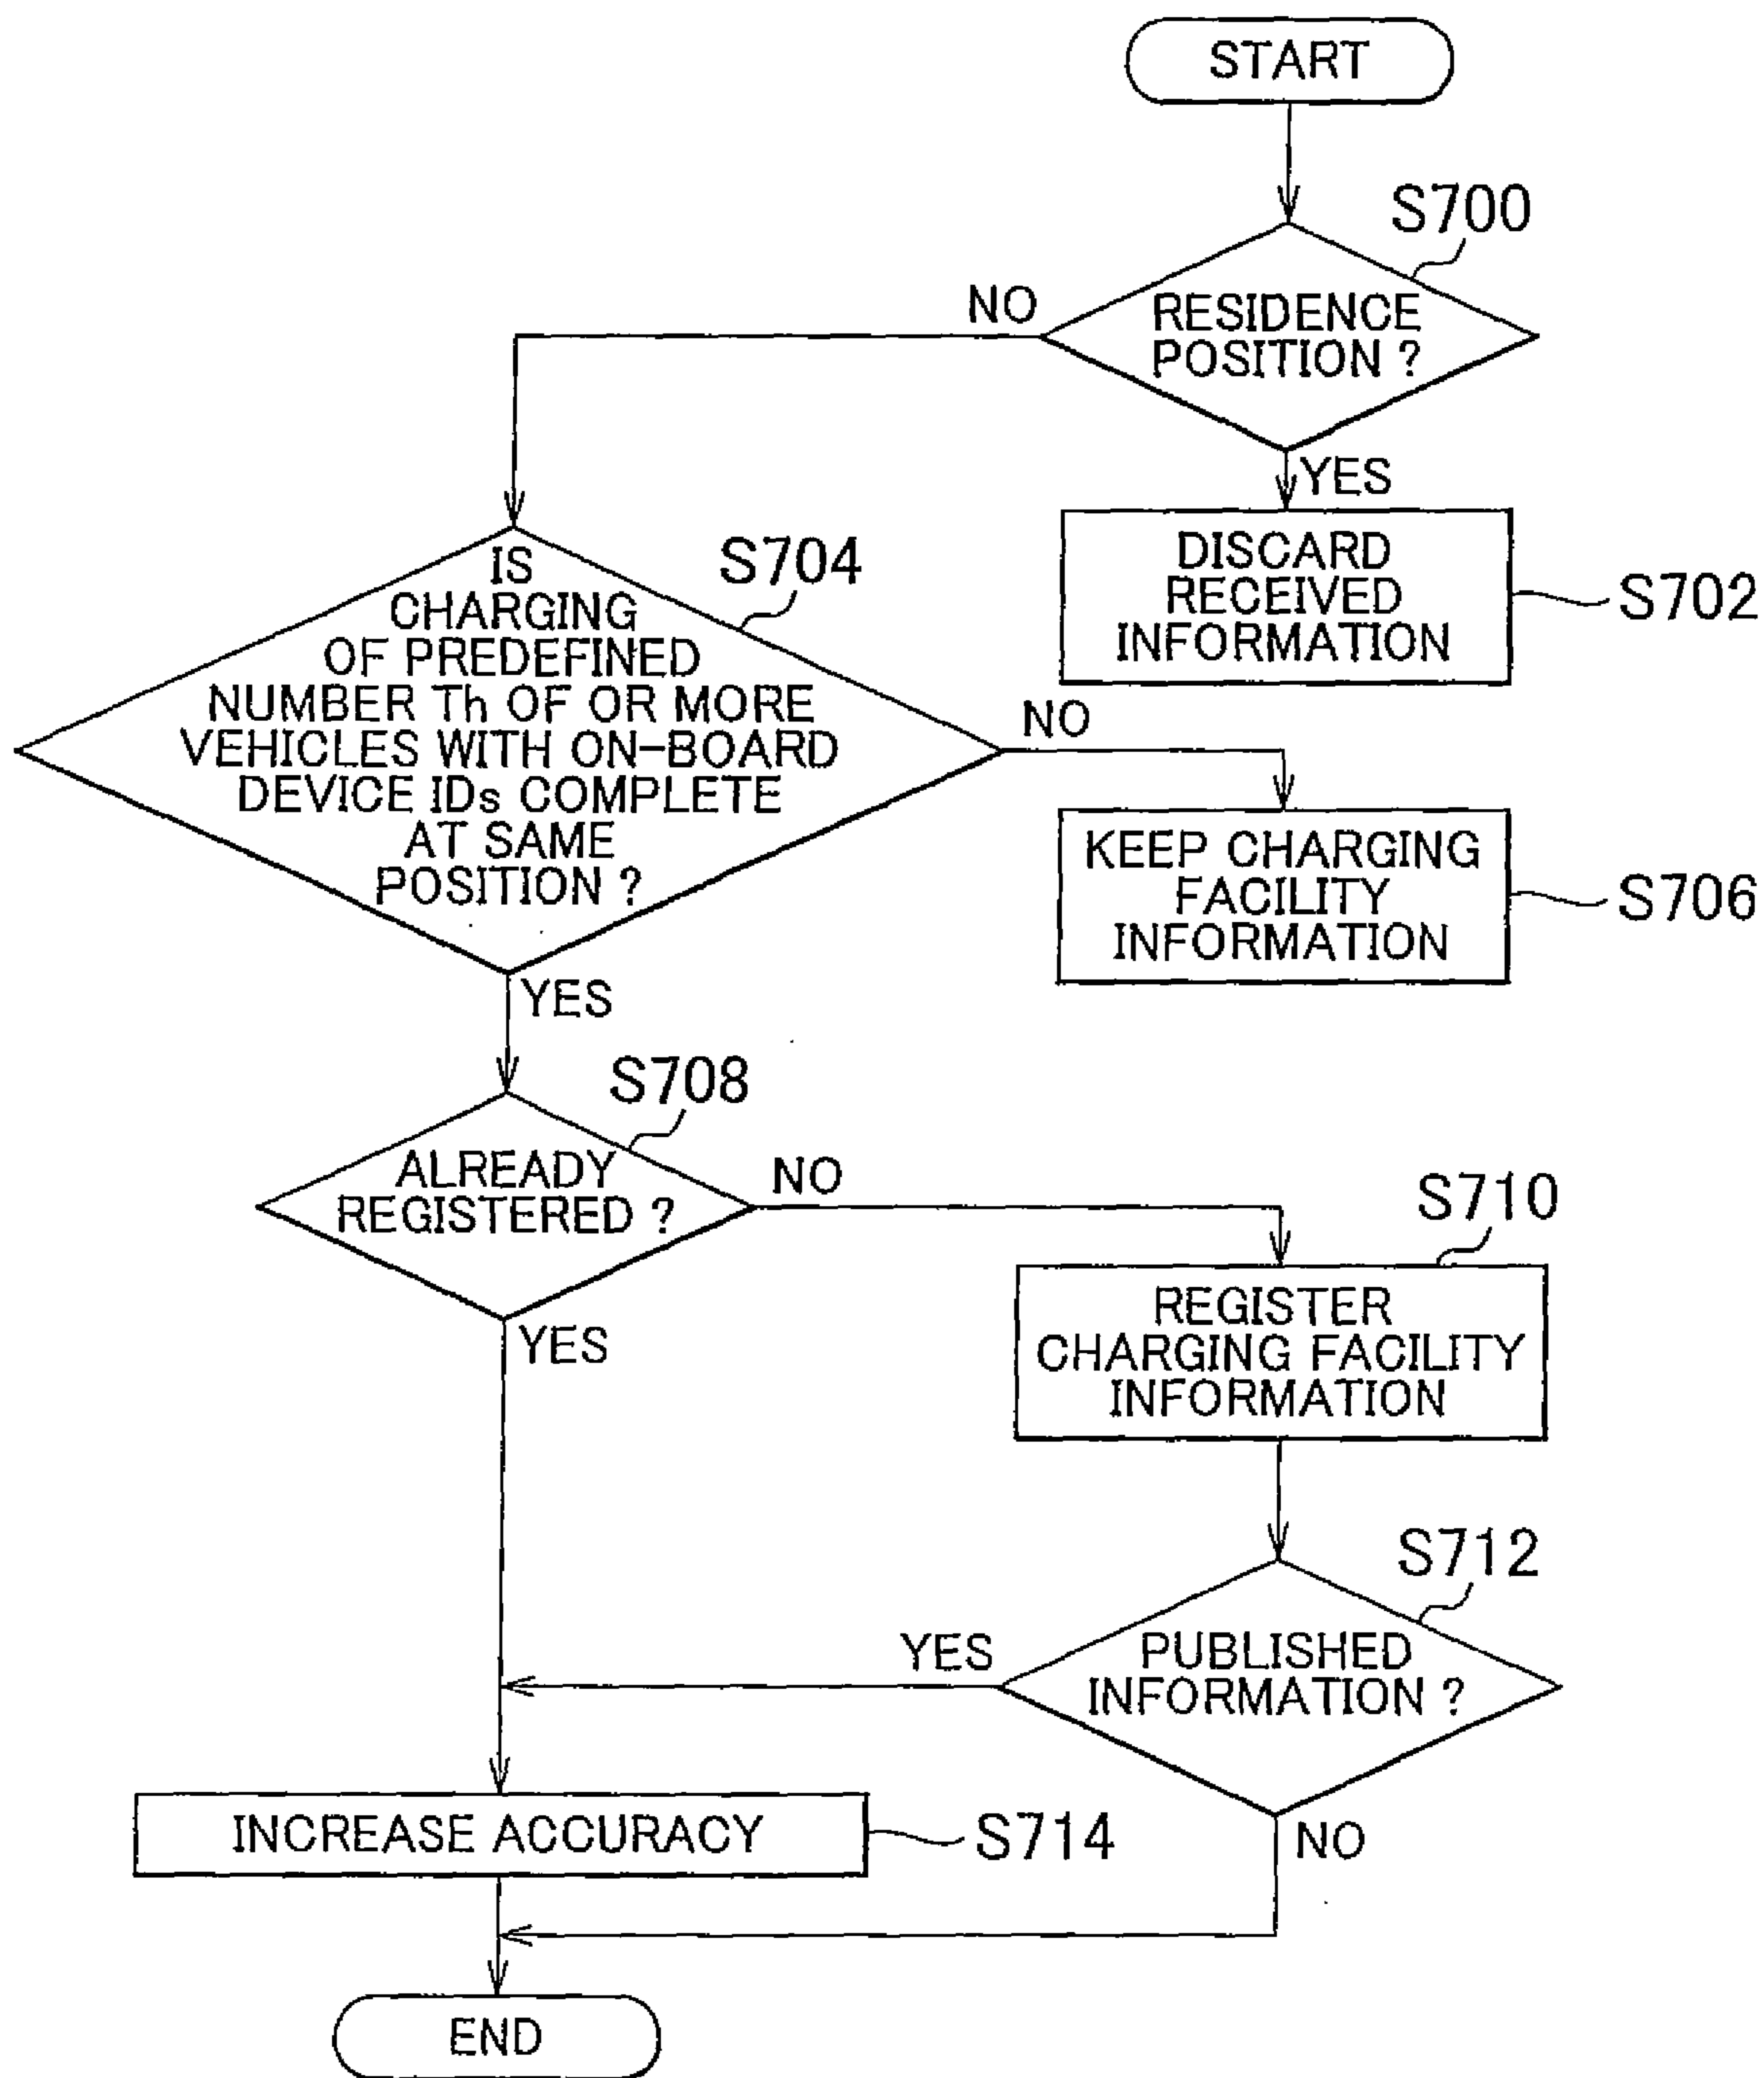 START
S700
NO
RESIDENCE
POSITION ?
YES
DISCARD
RECEIVED
INFORMATION
S702
S704
IS
CHARGING
OF PREDEFINED
NUMBER Th OF OR MORE
VEHICLES WITH ON-BOARD
DEVICE IDs COMPLETE
AT SAME
POSITION ?
NO
KEEP CHARGING
FACILITY
INFORMATION
S706
YES
S708
ALREADY
REGISTERED ?
NO
S710
REGISTER
CHARGING FACILITY
INFORMATION
YES
S712
PUBLISHED
INFORMATION ?
YES
NO
INCREASE ACCURACY
S714
END